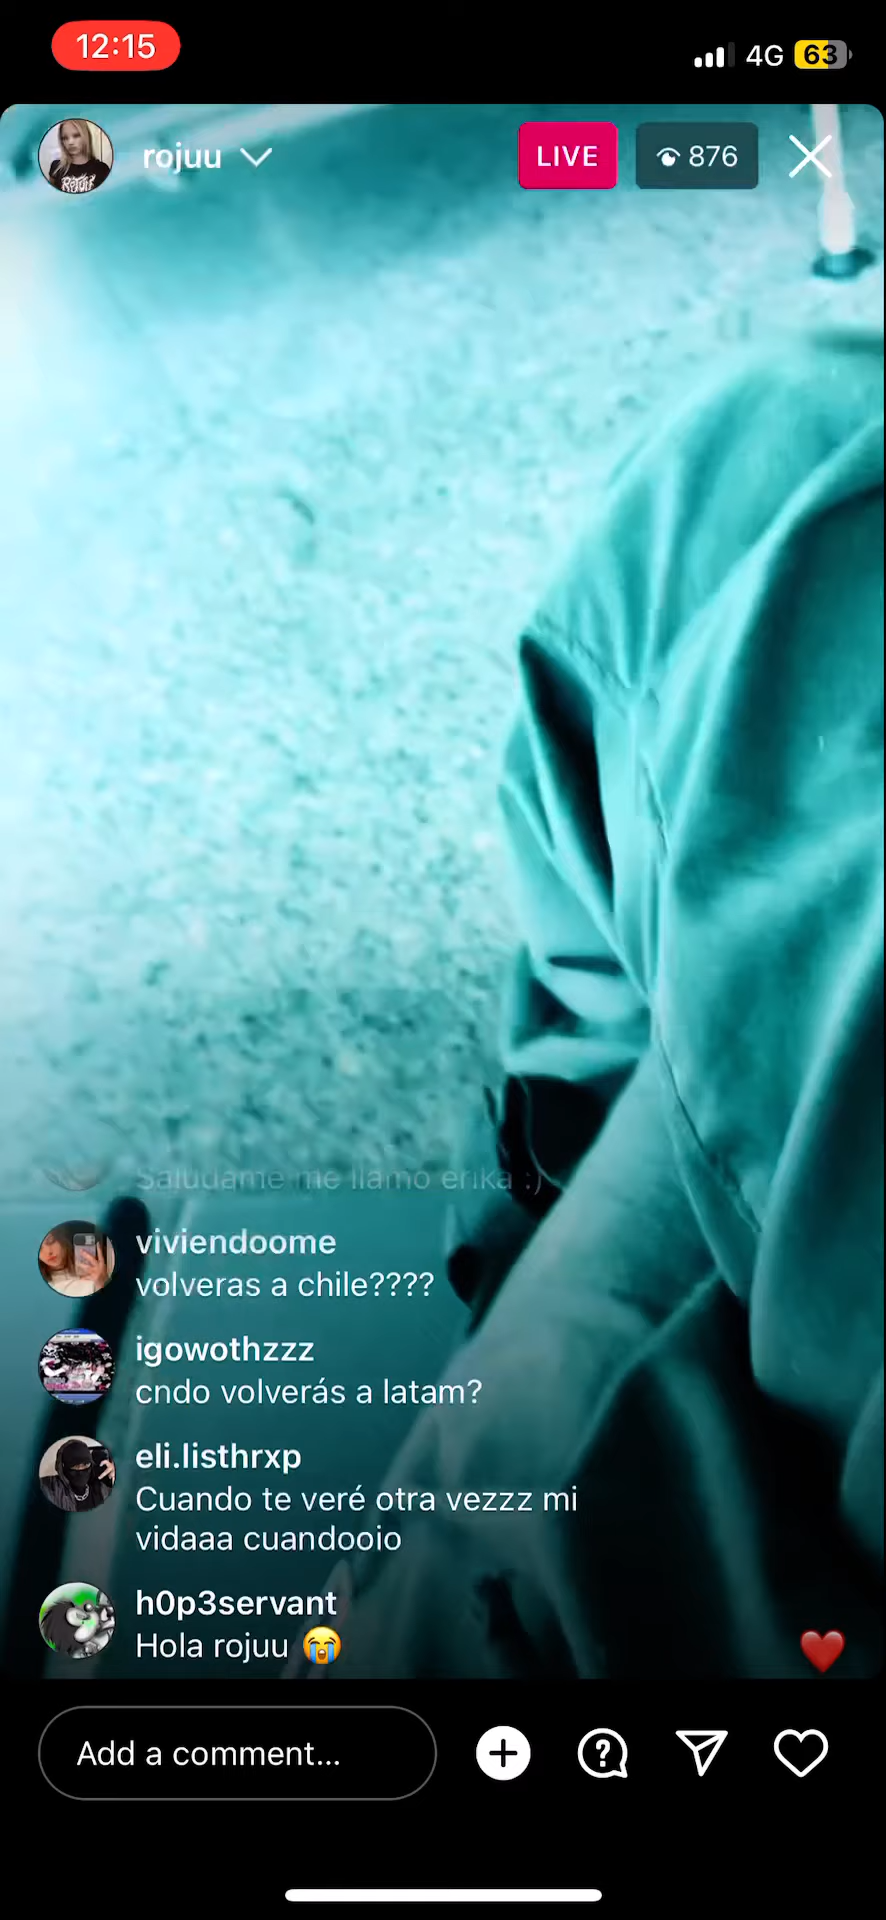 12:15
4G 63
rojuu
LIVE
876
Saludame me llamo erika :)
viviendoome
volveras a chile????
igowothzzz
cndo volverás a latam?
eli.listhrxp
Cuando te veré otra vezzz mi
vidaaa cuandooio
h0p3servant
Hola rojuu 😭
Add a comment...